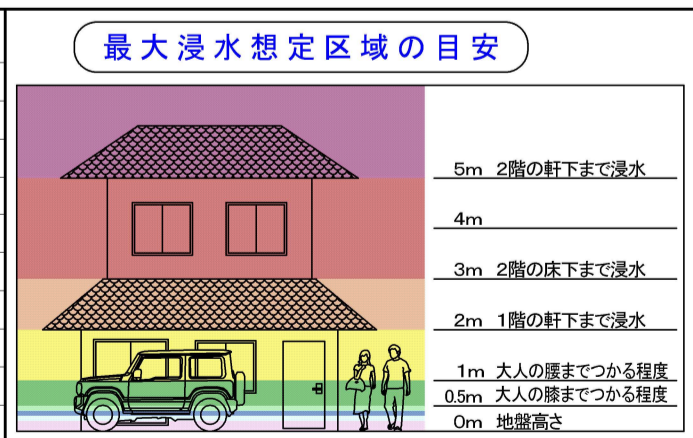 最大浸水想定区域の目安
5m 2階の軒下まで浸水
4m
3m 2階の床下まで浸水
2m 1階の軒下まで浸水
1m 大人の腰までつかる程度
0.5m 大人の膝までつかる程度
0m 地盤高さ